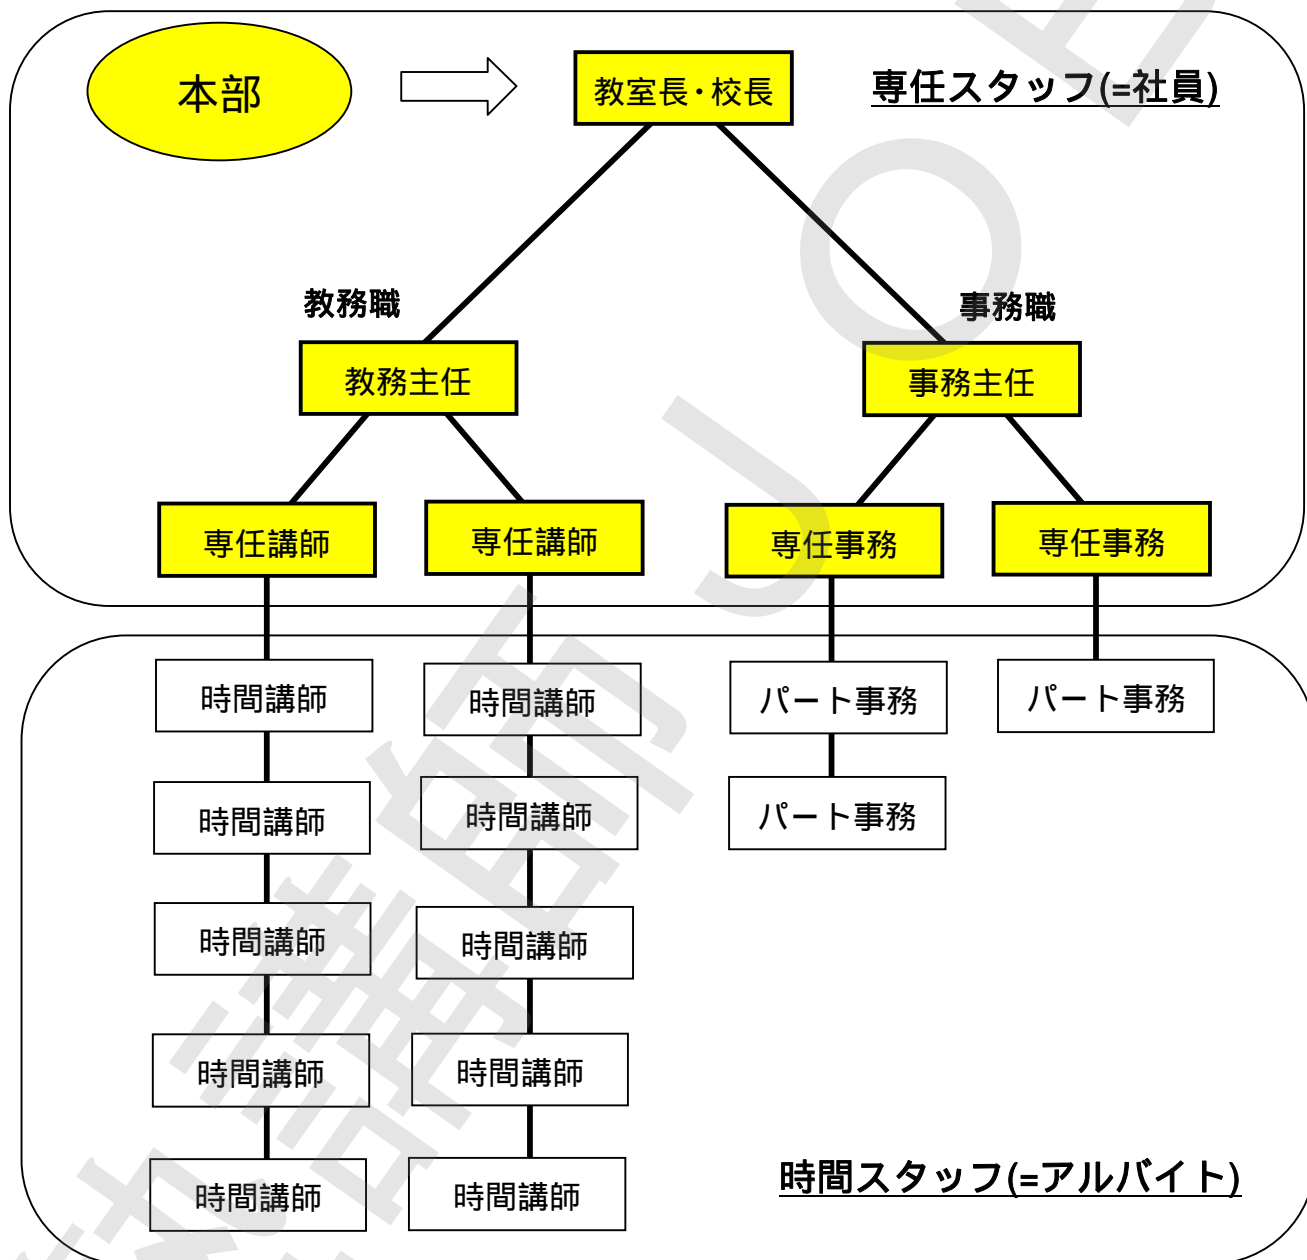 本部
教室長・校長
専任スタッフ(=社員)
教務職
事務職
教務主任
事務主任
専任講師
専任講師
専任事務
専任事務
時間講師
時間講師
パート事務
パート事務
時間講師
時間講師
パート事務
時間講師
時間講師
時間講師
時間講師
時間講師
時間講師
時間スタッフ(=アルバイト)
講師ＪＯ